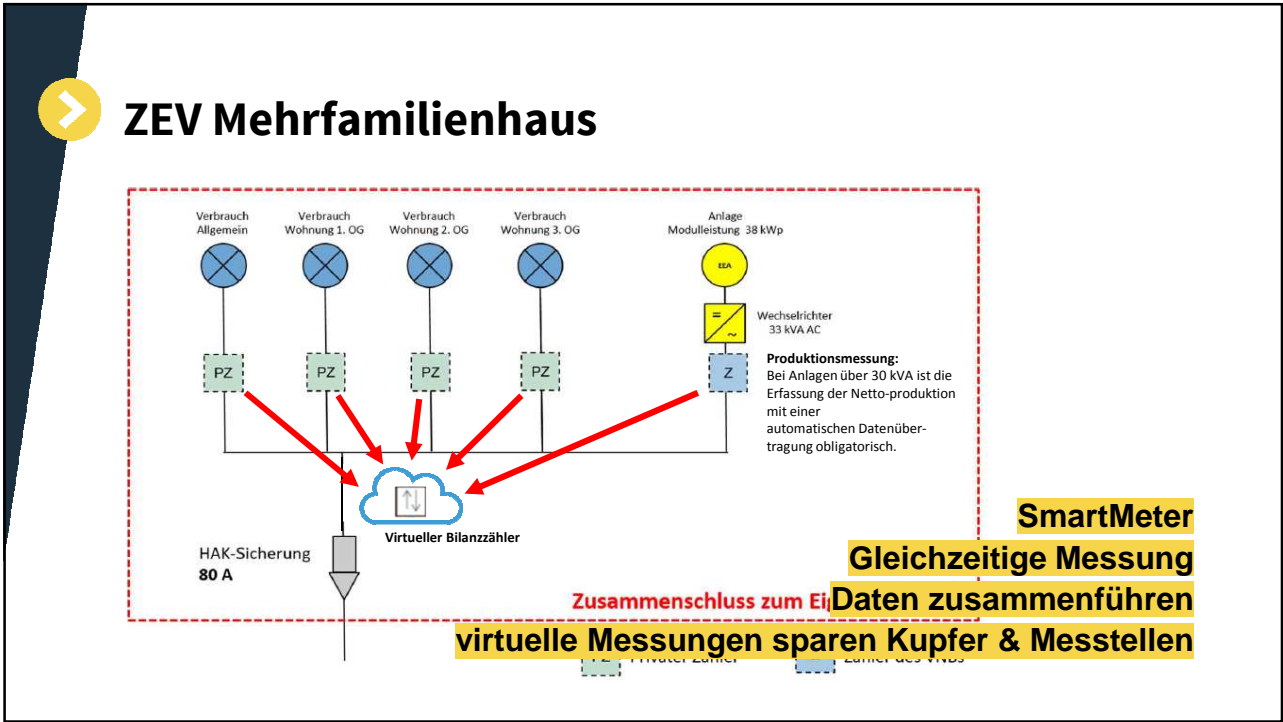 ZEV Mehrfamilienhaus
Verbrauch
Allgemein
Verbrauch
Wohnung 1. OG
Verbrauch
Wohnung 2. OG
Verbrauch
Wohnung 3. OG
Anlage
Modulleistung 38 kWp
EEA
=
~
Wechselrichter
33 kVA AC
PZ
PZ
PZ
PZ
Z
Produktionsmessung:
Bei Anlagen über 30 kVA ist die
Erfassung der Netto-produktion
mit einer
automatischen Datenüber-
tragung obligatorisch.
Virtueller Bilanzzähler
HAK-Sicherung
80 A
SmartMeter
Gleichzeitige Messung
Zusammenschluss zum
Daten zusammenführen
virtuelle Messungen sparen Kupfer & Messtellen